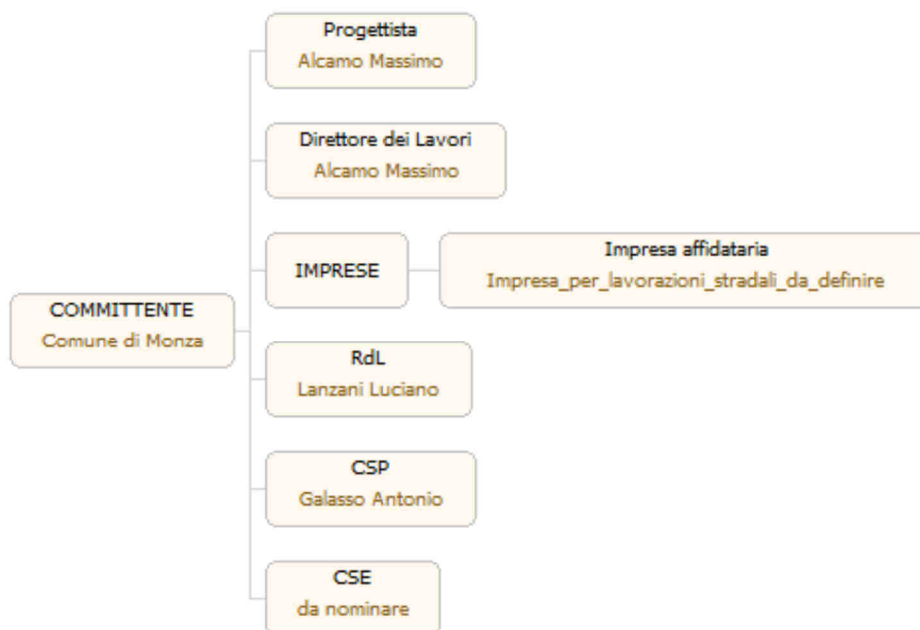 Progettista
Alcamo Massimo
Direttore dei Lavori
Alcamo Massimo
IMPRESE
Impresa affidataria
Impresa_per_lavorazioni_stradali_da_definire
COMMITTENTE
Comune di Monza
RdL
Lanzani Luciano
CSP
Galasso Antonio
CSE
da nominare